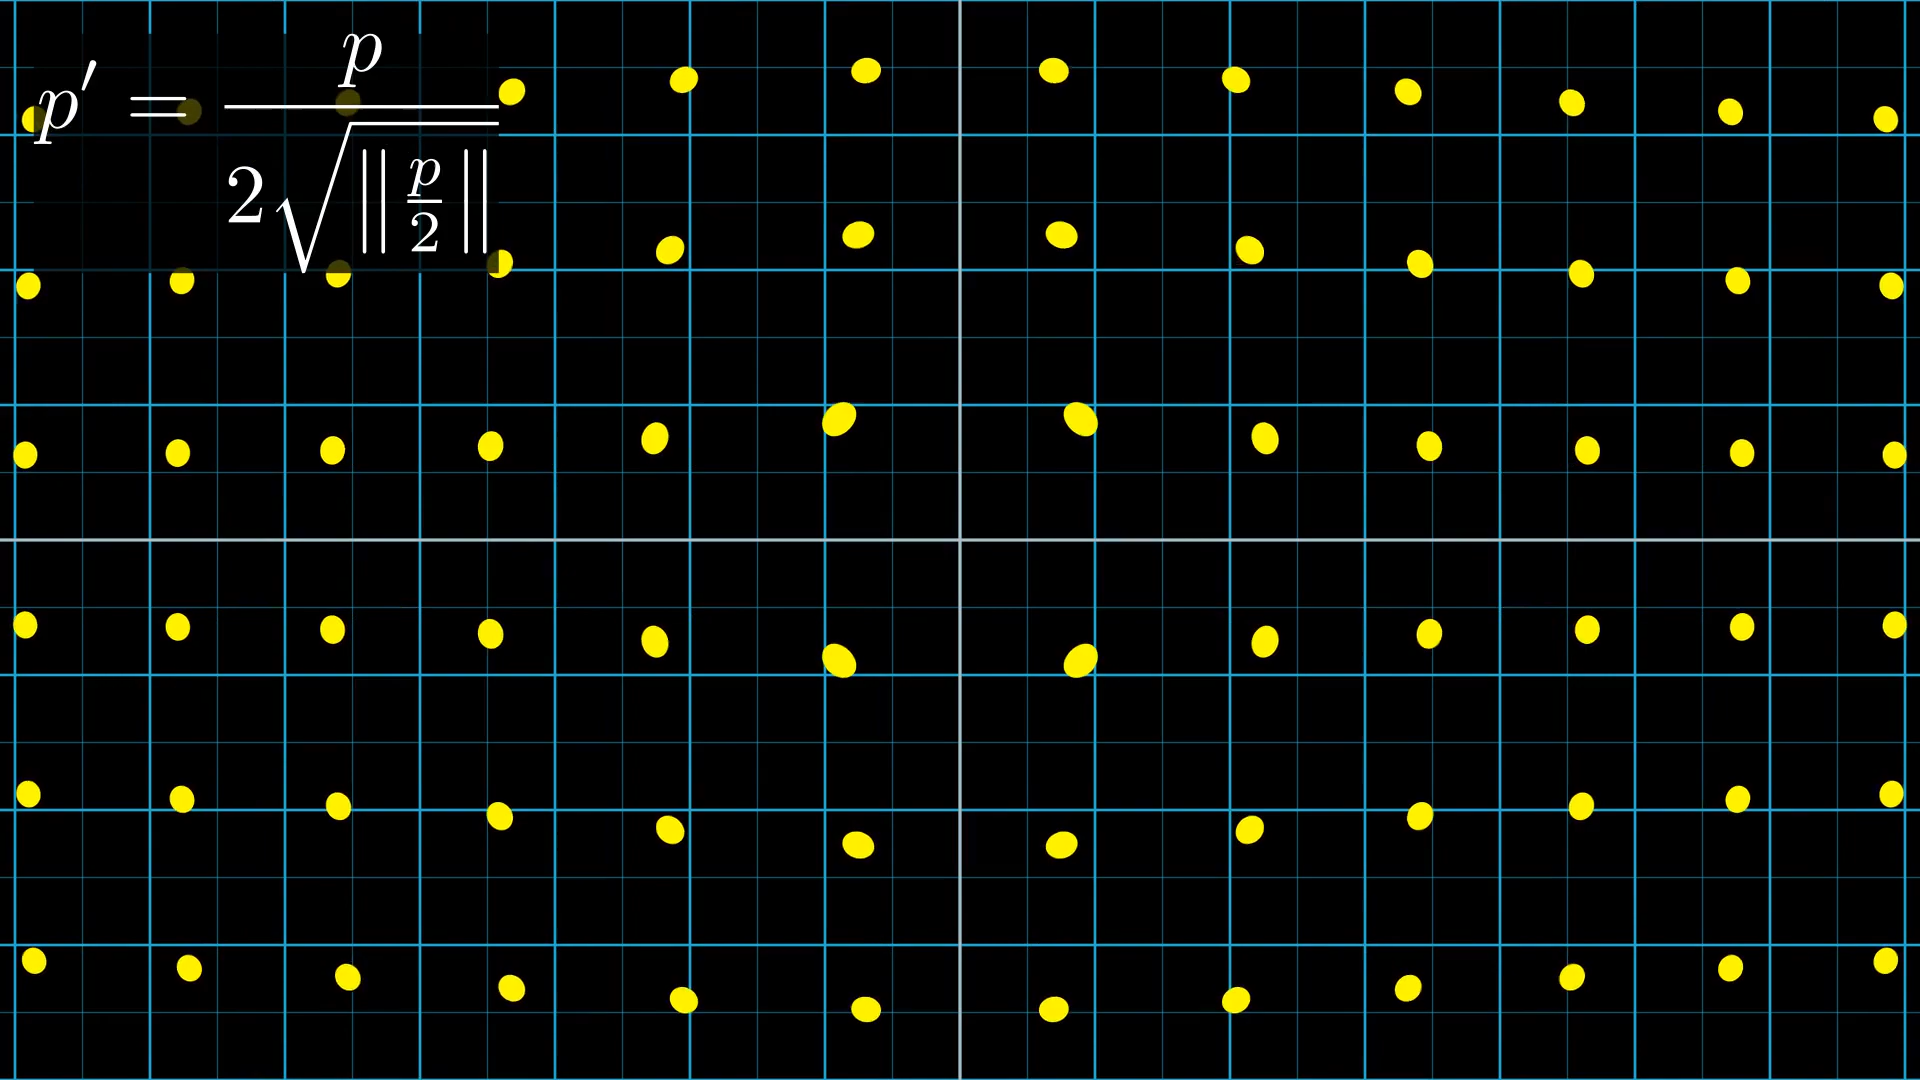 p′ = p / (2√||p/2||)